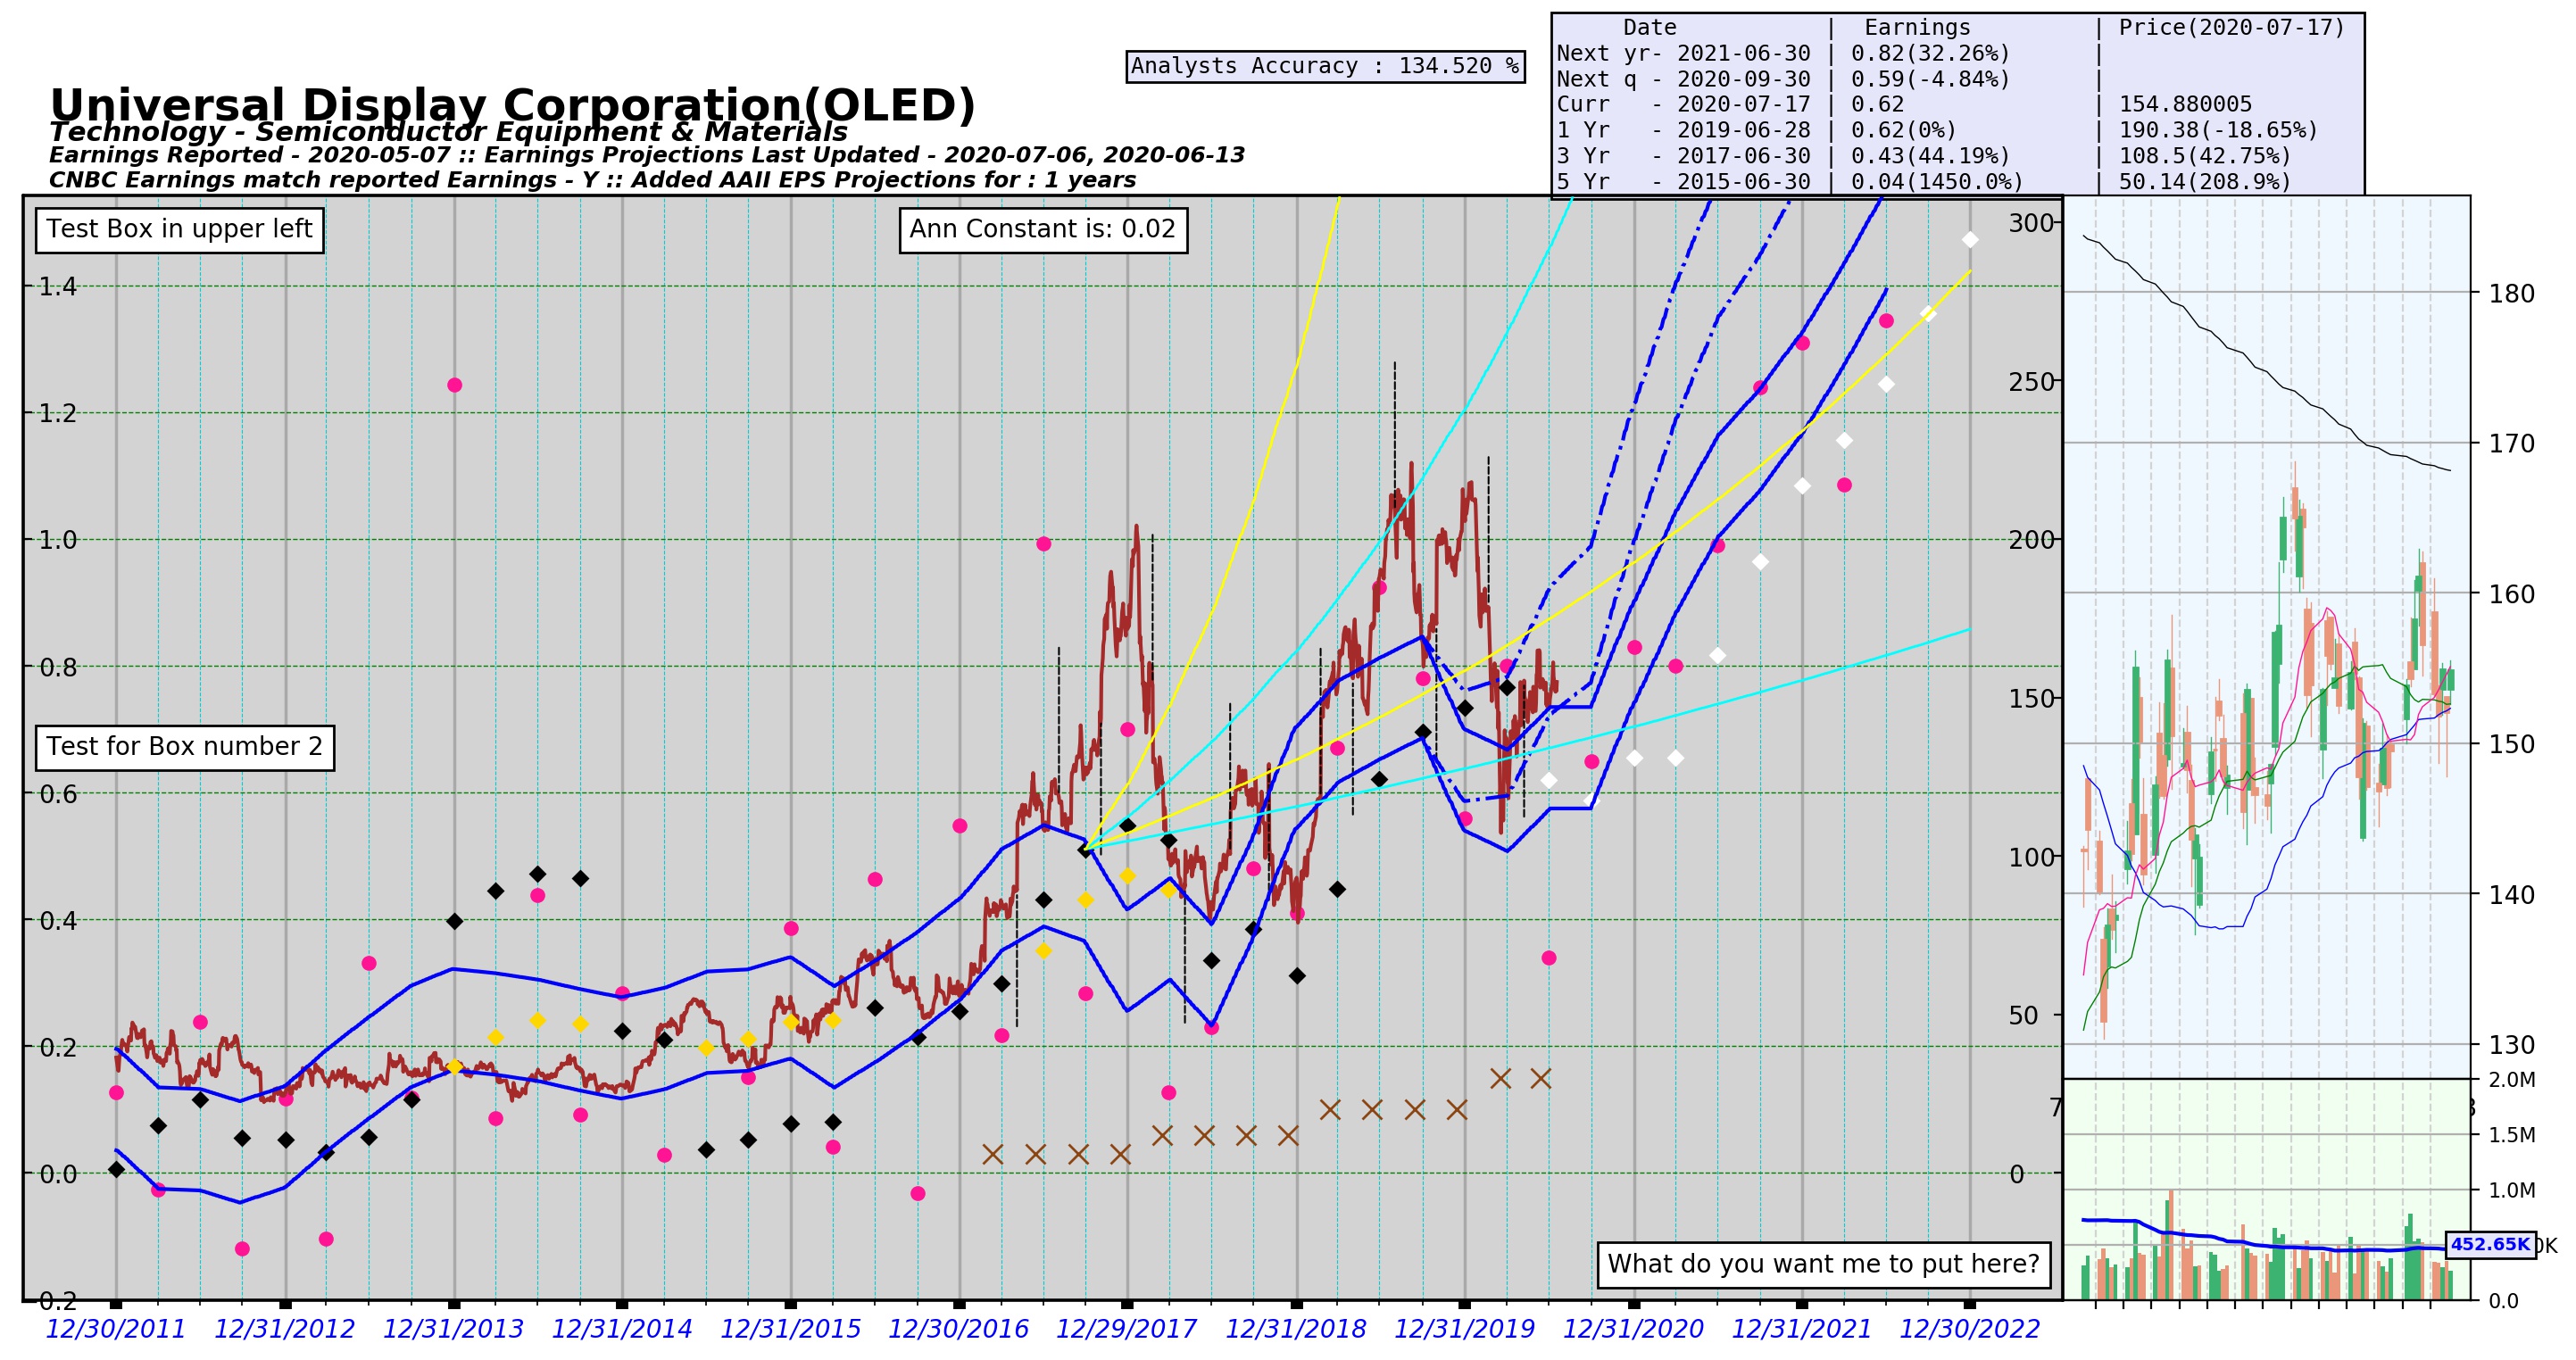 Date | Earnings | Price(2020-07-17)
Next yr- 2021-06-30 | 0.82(32.26%) |
Analysts Accuracy : 134.520 %
Next q - 2020-09-30 | 0.59(-4.84%) |
Curr - 2020-07-17 | 0.62 | 154.880005
1 Yr - 2019-06-28 | 0.62(0%) | 190.38(-18.65%)
3 Yr - 2017-06-30 | 0.43(44.19%) | 108.5(42.75%)
5 Yr - 2015-06-30 | 0.04(1450.0%) | 50.14(208.9%)
Universal Display Corporation(OLED)
Technology - Semiconductor Equipment & Materials
Earnings Reported - 2020-05-07 :: Earnings Projections Last Updated - 2020-07-06, 2020-06-13
CNBC Earnings match reported Earnings - Y :: Added AAII EPS Projections for : 1 years
Test Box in upper left
Ann Constant is: 0.02
Test for Box number 2
What do you want me to put here?
1.4
1.2
1.0
0.8
0.6
0.4
0.2
0.0
300
250
200
150
100
50
0
180
170
160
150
140
130
2.0M
1.5M
1.0M
452.65K
0.0
12/30/2011 12/31/2012 12/31/2013 12/31/2014 12/31/2015 12/30/2016 12/29/2017 12/31/2018 12/31/2019 12/31/2020 12/31/2021 12/30/2022